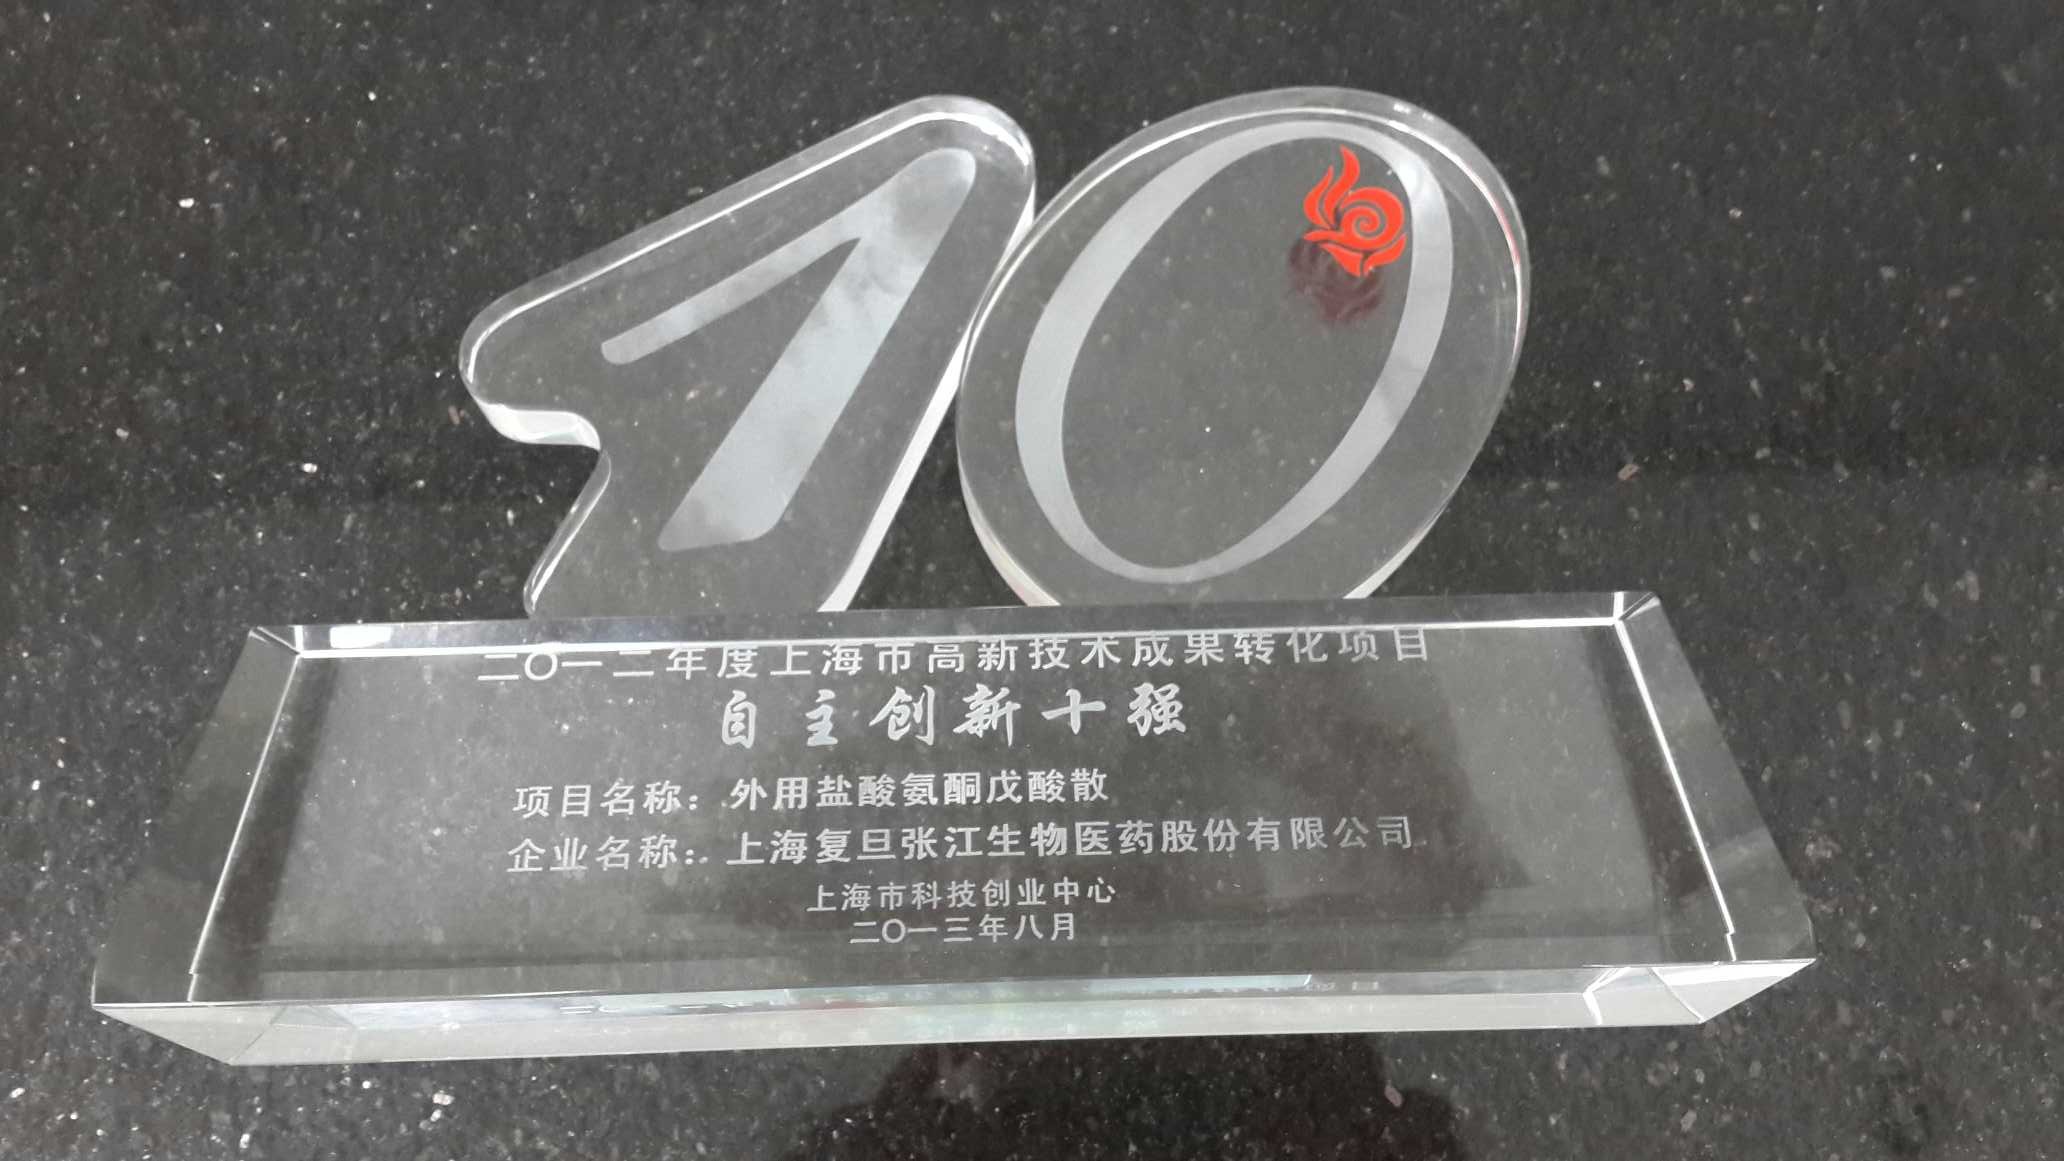 10
二〇一二年度上海市高新技术成果转化项目
自主创新十强
项目名称：外用盐酸氨酮戊酸散
企业名称：上海复旦张江生物医药股份有限公司
上海市科技创业中心
二〇一三年八月